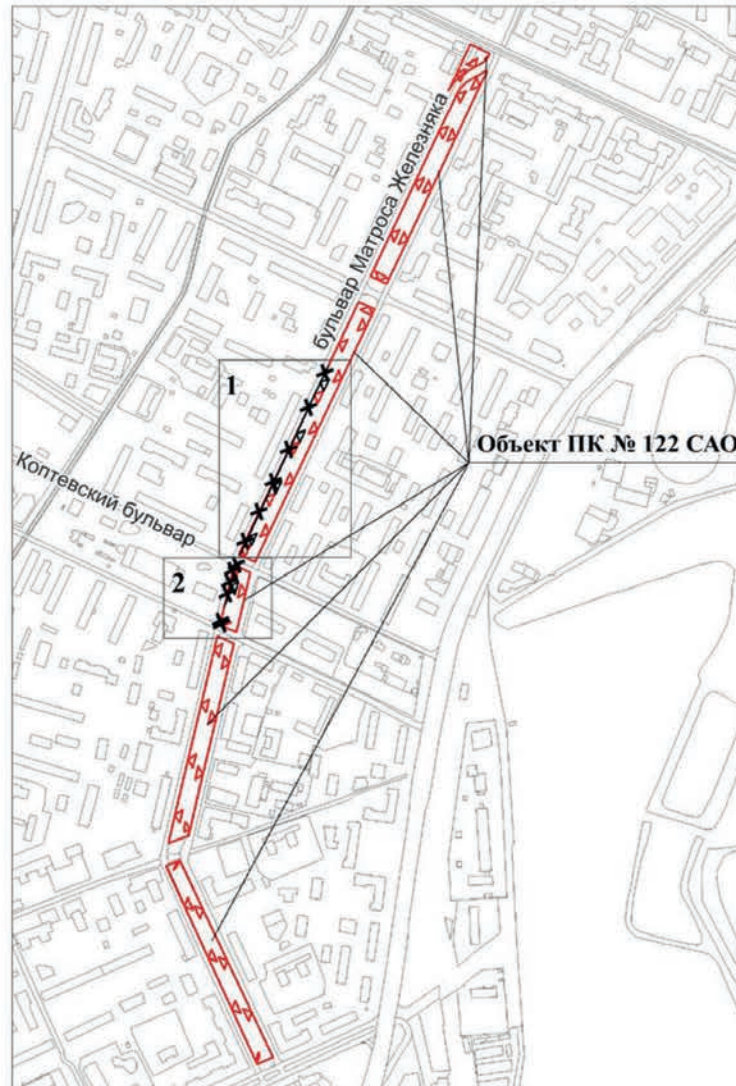 бульвар Матроса Железняка
1
Объект ПК № 122 САО
Коптевский бульвар
2